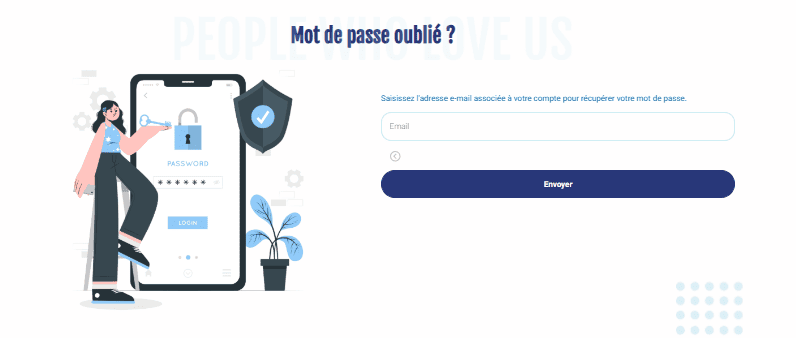 PEOPLE WHO LOVE US
Mot de passe oublié ?
Saisissez l'adresse e-mail associée à votre compte pour récupérer votre mot de passe.
Email
Envoyer
PASSWORD
******
LOGIN